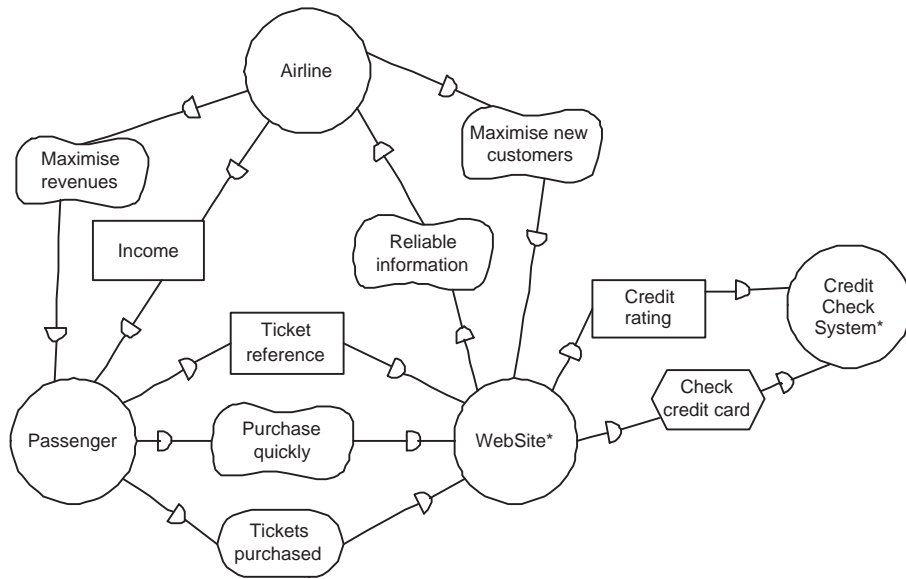 Airline
Maximise
revenues
Maximise new
customers
Income
Reliable
information
Credit
rating
Credit
Check
System*
Ticket
reference
Check
credit card
Passenger
Purchase
quickly
WebSite*
Tickets
purchased